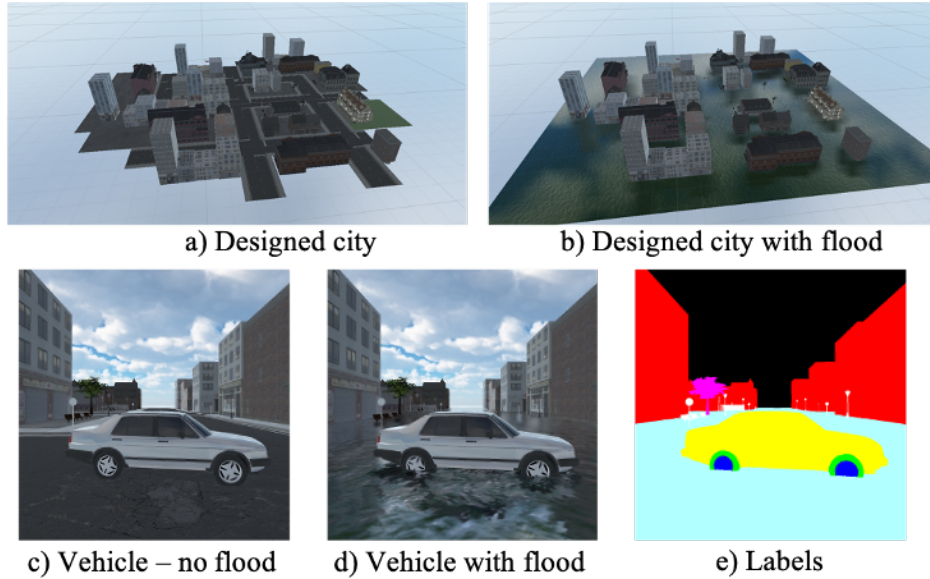 a) Designed city
b) Designed city with flood
c) Vehicle – no flood
d) Vehicle with flood
e) Labels